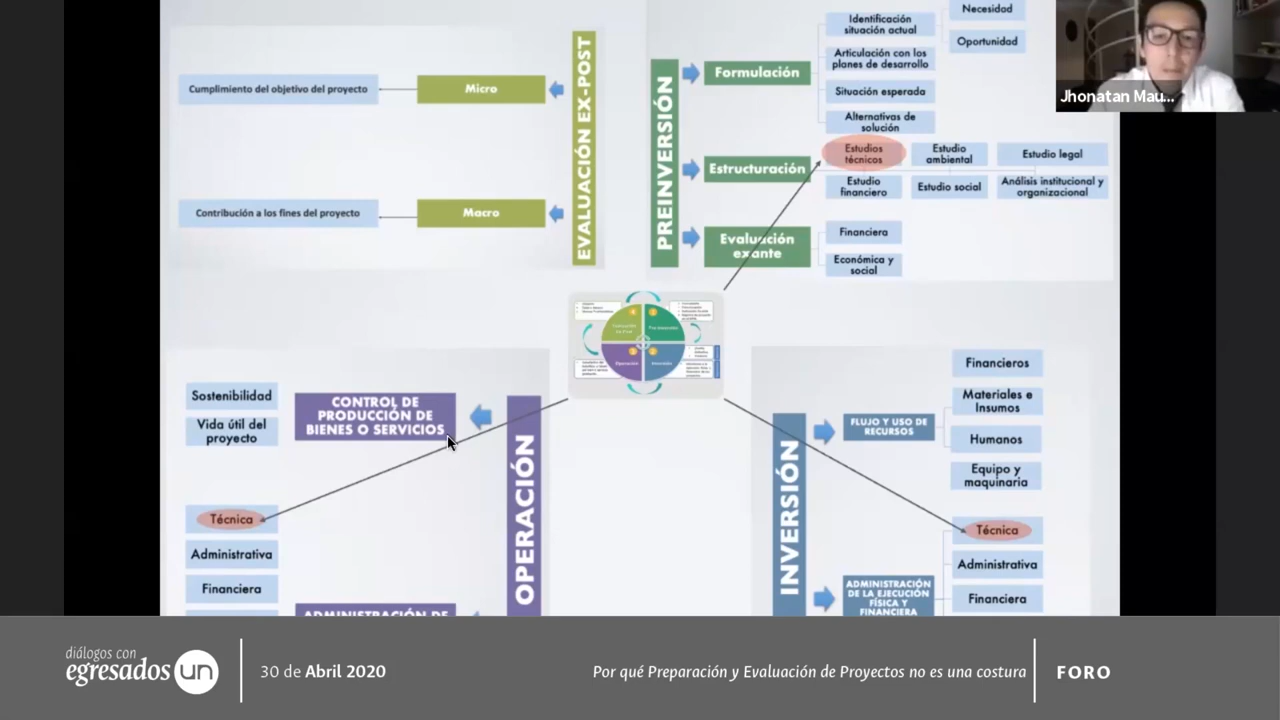 Cumplimiento del objetivo del proyecto
Micro
Contribución a los fines del proyecto
Macro
EVALUACIÓN EX-POST
PREINVERSIÓN
Formulación
Identificación
situación actual
Necesidad
Oportunidad
Articulación con los
planes de desarrollo
Situación esperada
Alternativas de
solución
Estructuración
Estudios
técnicos
Estudio
ambiental
Estudio legal
Estudio
financiero
Estudio social
Análisis institucional y
organizacional
Evaluación
exante
Financiera
Económica y
social
Jhonatan Mau...
Sostenibilidad
Vida útil del
proyecto
CONTROL DE
PRODUCCIÓN DE
BIENES O SERVICIOS
OPERACIÓN
Técnica
Administrativa
Financiera
ADMINISTRACIÓN DE
INVERSIÓN
FLUJO Y USO DE
RECURSOS
Financieros
Materiales e
Insumos
Humanos
Equipo y
maquinaria
ADMINISTRACIÓN
DE LA EJECUCIÓN
FÍSICA Y
FINANCIERA
Técnica
Administrativa
Financiera
diálogos con
egresados un
30 de Abril 2020
Por qué Preparación y Evaluación de Proyectos no es una costura
FORO